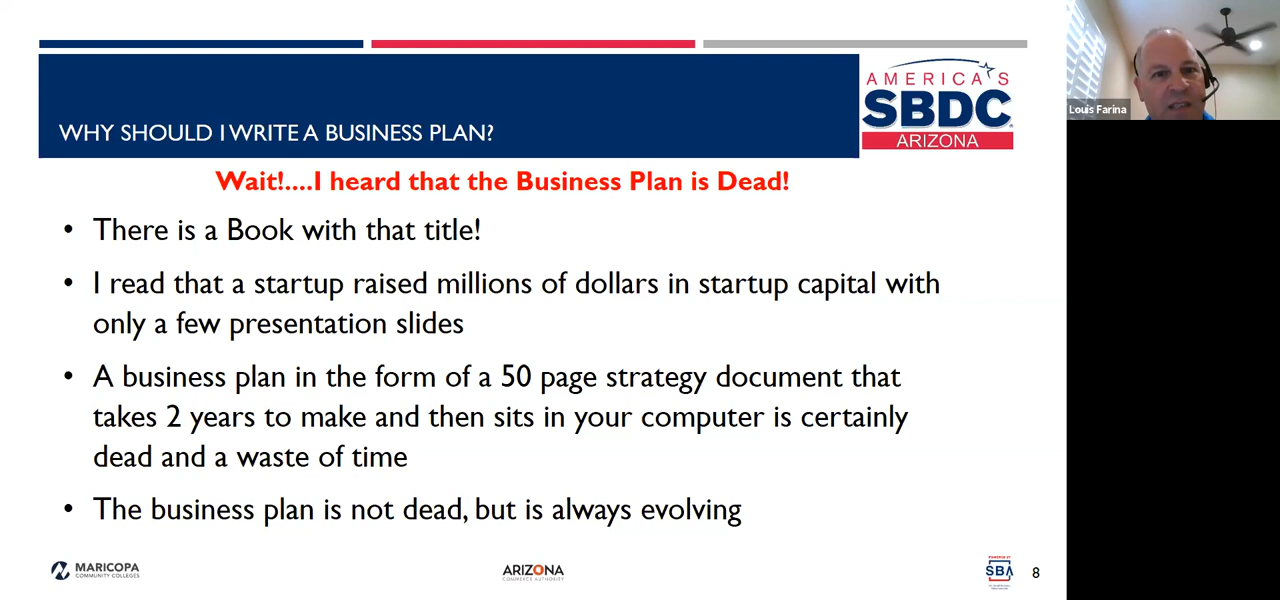 AMERICA'S
SBDC
ARIZONA
WHY SHOULD I WRITE A BUSINESS PLAN?
Louis Farina
Wait!....I heard that the Business Plan is Dead!
• There is a Book with that title!
• I read that a startup raised millions of dollars in startup capital with
only a few presentation slides
• A business plan in the form of a 50 page strategy document that
takes 2 years to make and then sits in your computer is certainly
dead and a waste of time
• The business plan is not dead, but is always evolving
MARICOPA
COMMUNITY COLLEGES
ARIZONA
COMMERCE AUTHORITY
POWERED BY
SBA
8